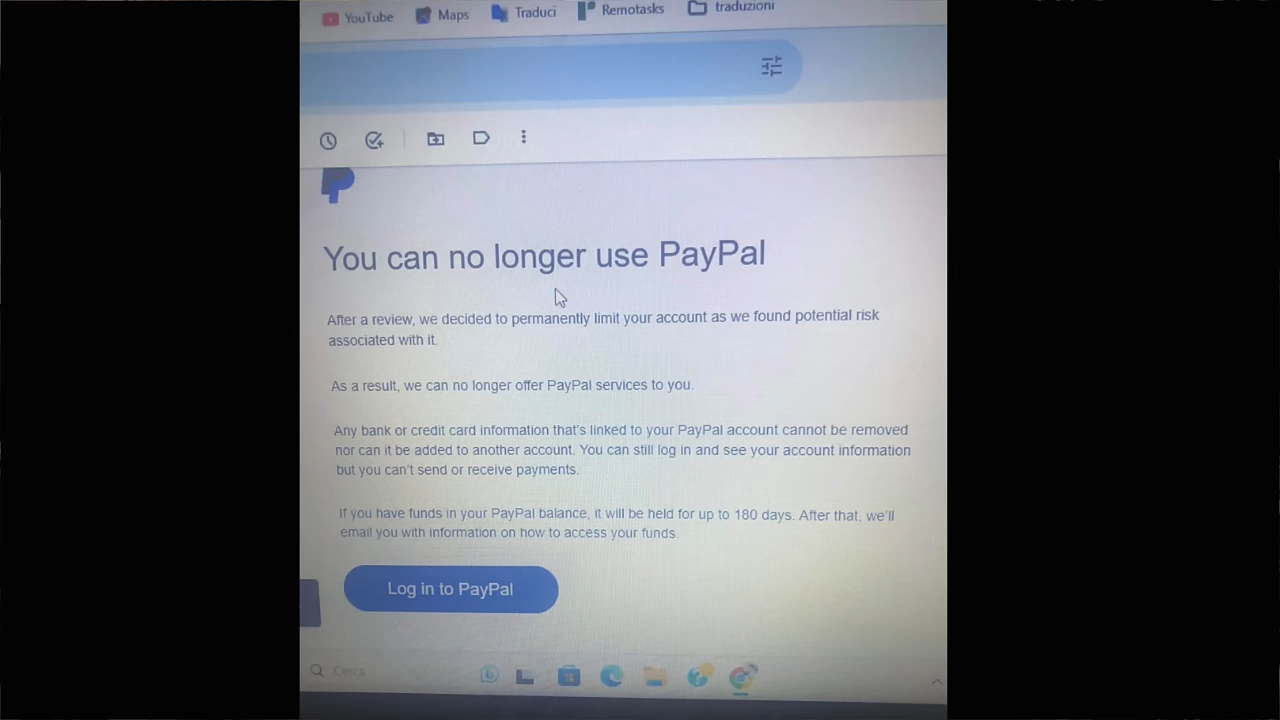 YouTube Maps Traduci Remotasks traduzioni
You can no longer use PayPal
After a review, we decided to permanently limit your account as we found potential risk
associated with it.
As a result, we can no longer offer PayPal services to you.
Any bank or credit card information that's linked to your PayPal account cannot be removed
nor can it be added to another account. You can still log in and see your account information
but you can't send or receive payments.
If you have funds in your PayPal balance, it will be held for up to 180 days. After that, we'll
email you with information on how to access your funds.
Log in to PayPal
Cerca